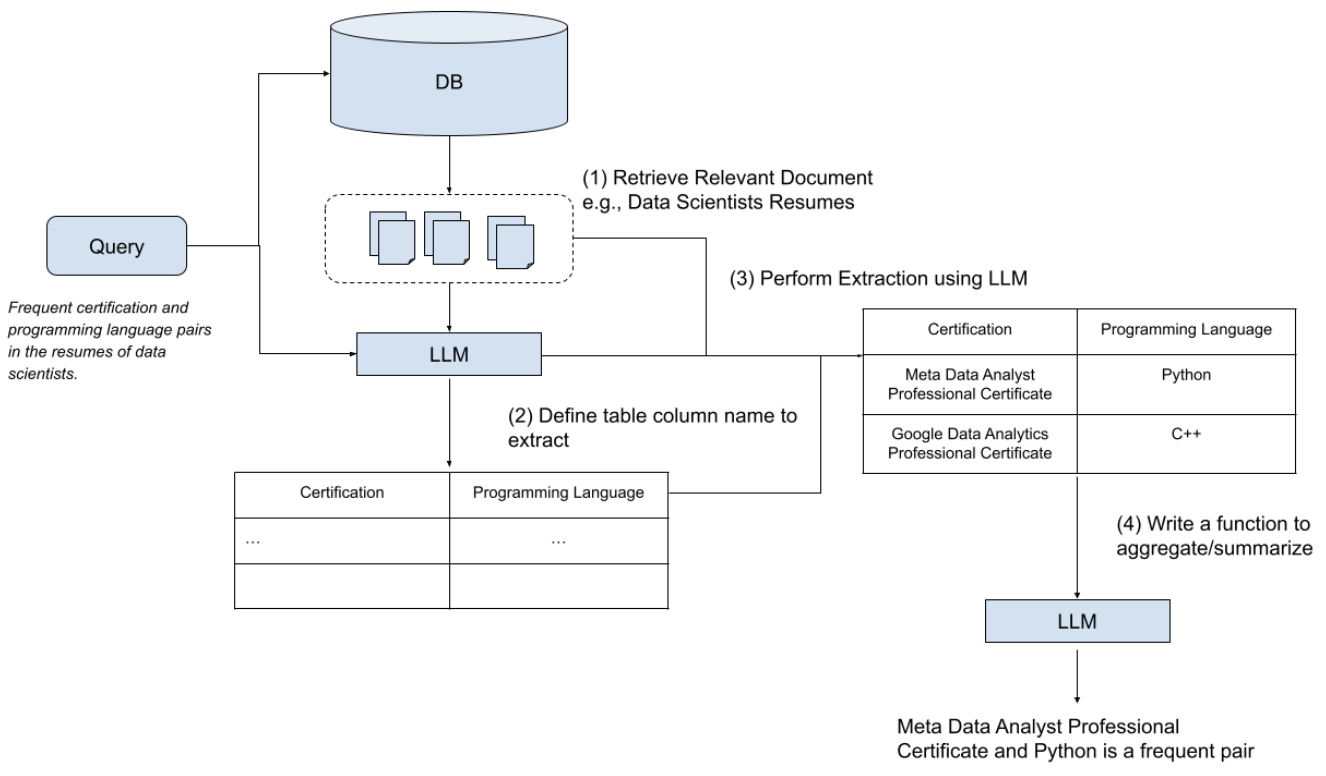 DB
(1) Retrieve Relevant Document
e.g., Data Scientists Resumes
Query
Frequent certification and
programming language pairs
in the resumes of data
scientists.
(3) Perform Extraction using LLM
LLM
Certification
Programming Language
Meta Data Analyst
Professional Certificate
Python
Google Data Analytics
Professional Certificate
C++
(2) Define table column name to
extract
Certification
Programming Language
...
...
(4) Write a function to
aggregate/summarize
LLM
Meta Data Analyst Professional
Certificate and Python is a frequent pair